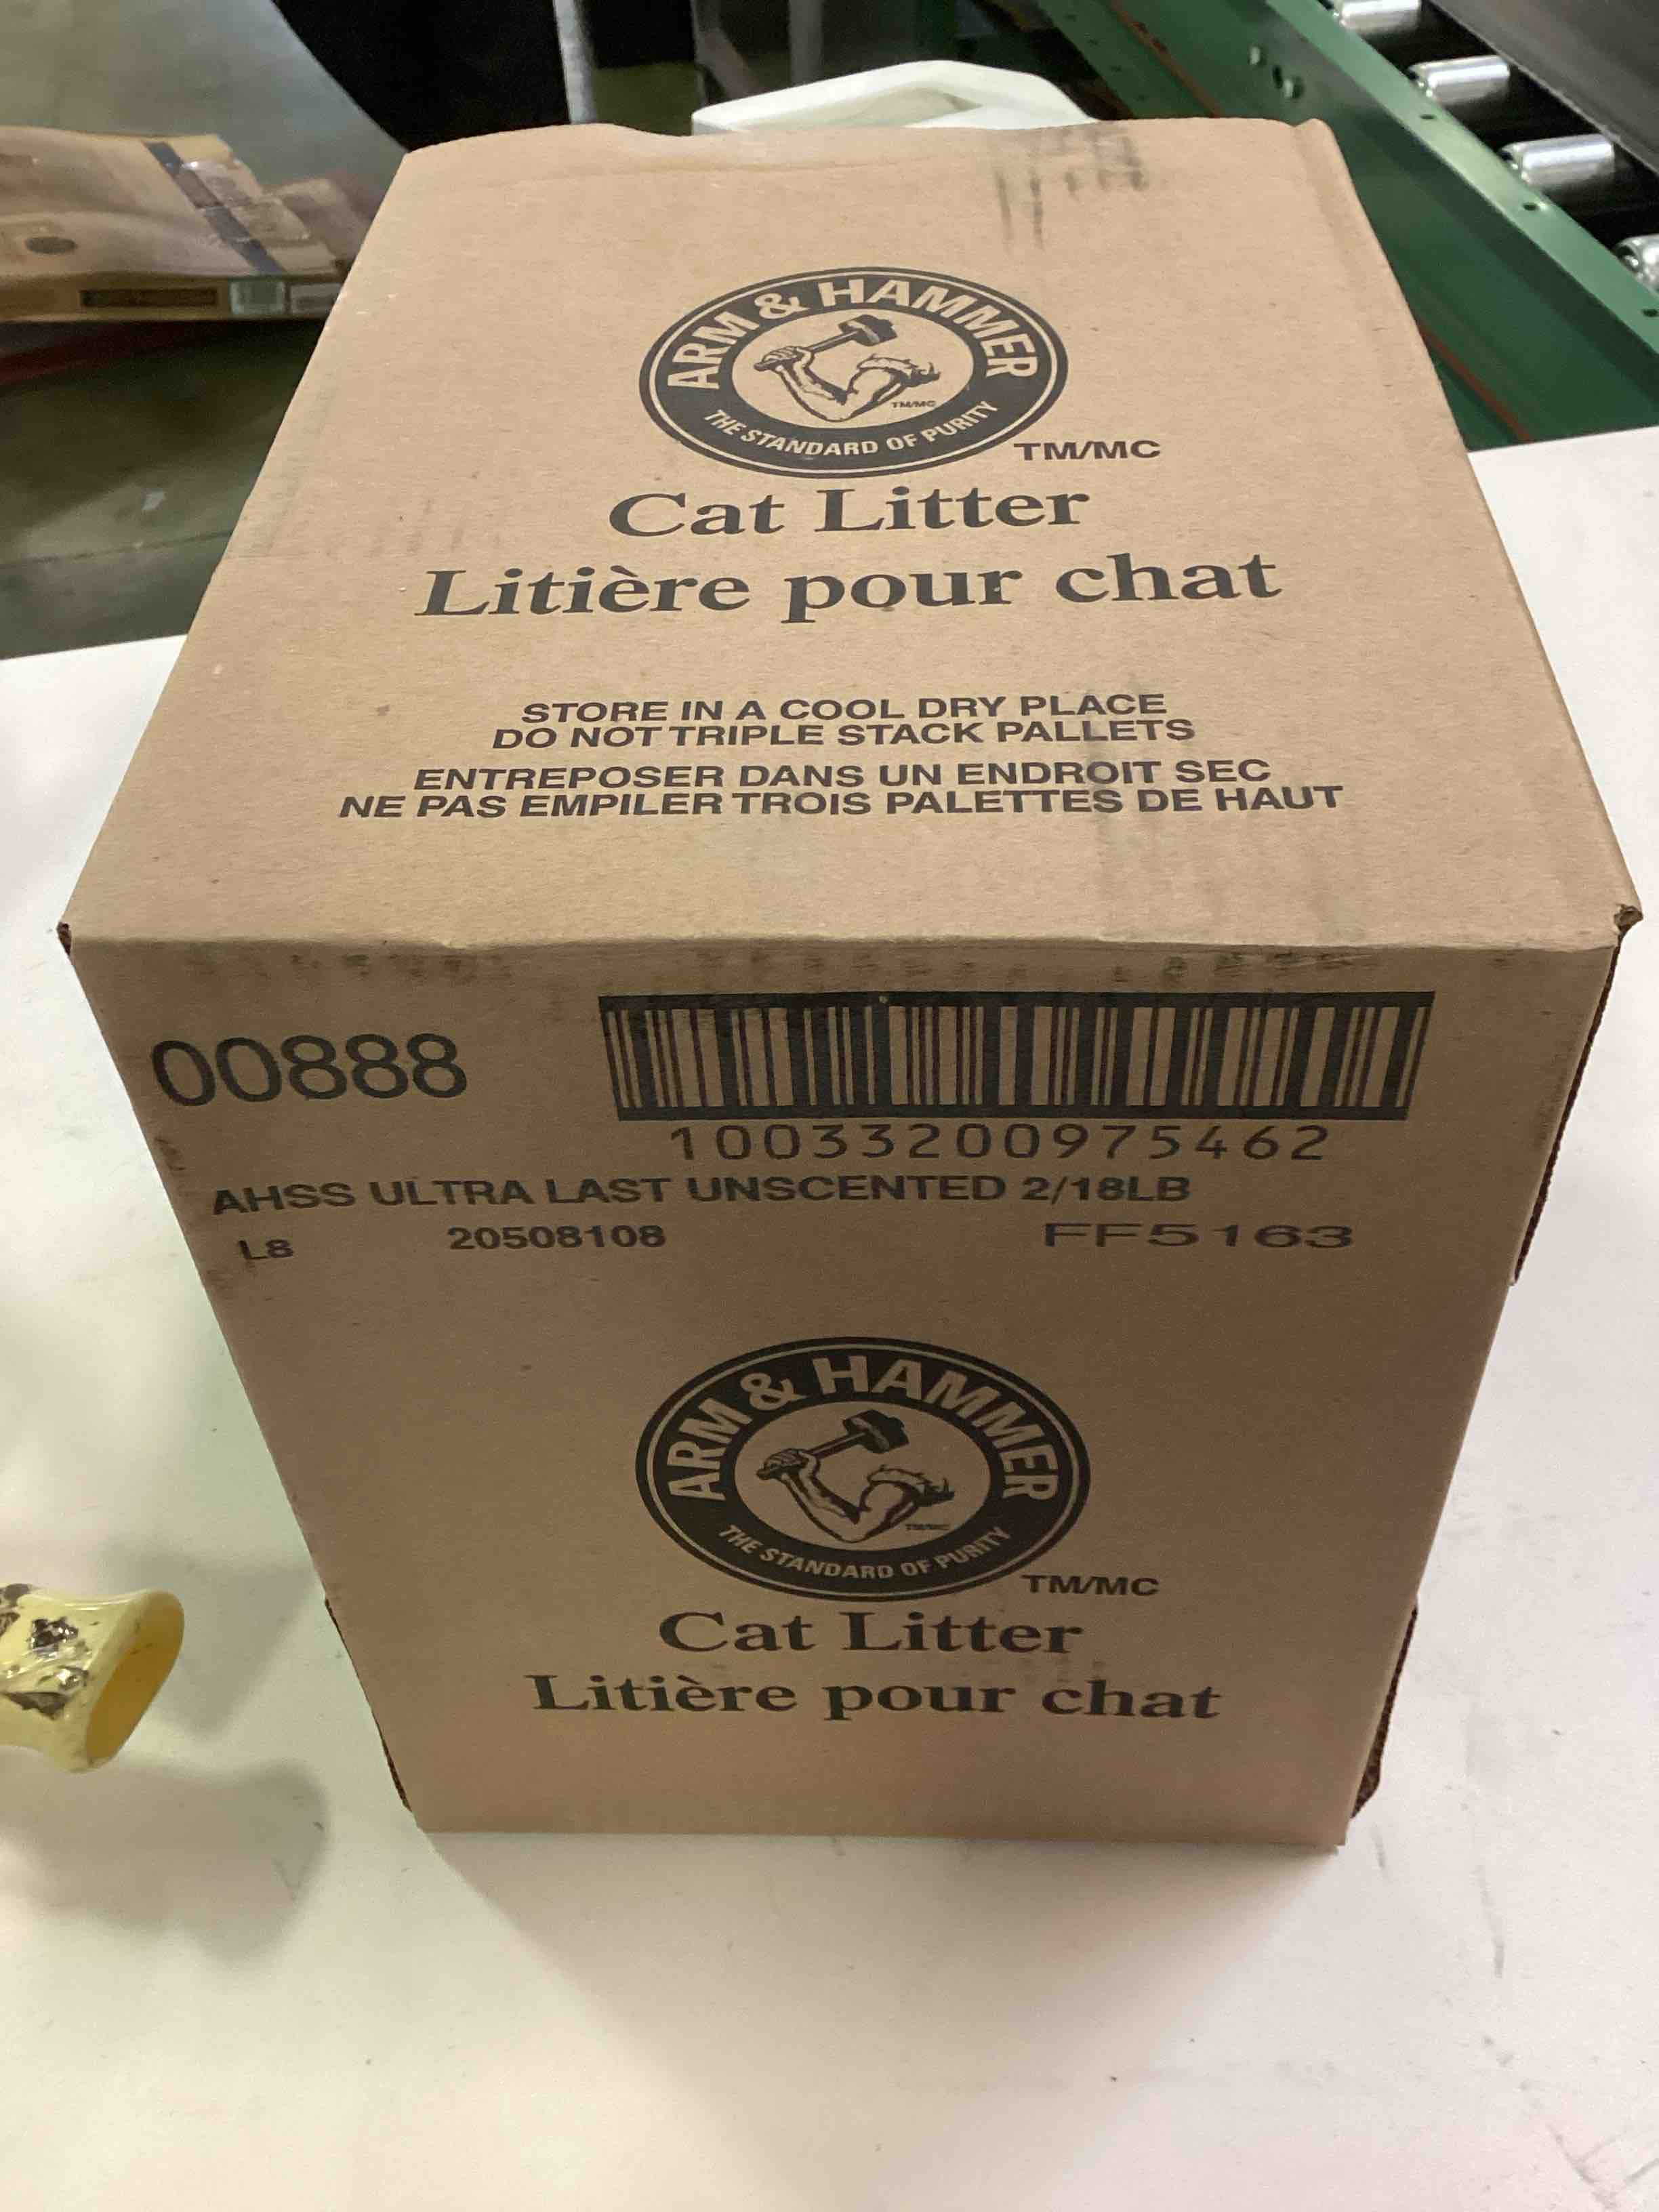 ARM & HAMMER
TM/MC
THE STANDARD OF PURITY
TM/MC
Cat Litter
Litière pour chat
STORE IN A COOL DRY PLACE
DO NOT TRIPLE STACK PALLETS
ENTREPOSER DANS UN ENDROIT SEC
NE PAS EMPILER TROIS PALETTES DE HAUT
00888
10033200975462
AHSS ULTRA LAST UNSCENTED 2/18LB
L8 20508108 FF5163
ARM & HAMMER
TM/MC
THE STANDARD OF PURITY
TM/MC
Cat Litter
Litière pour chat